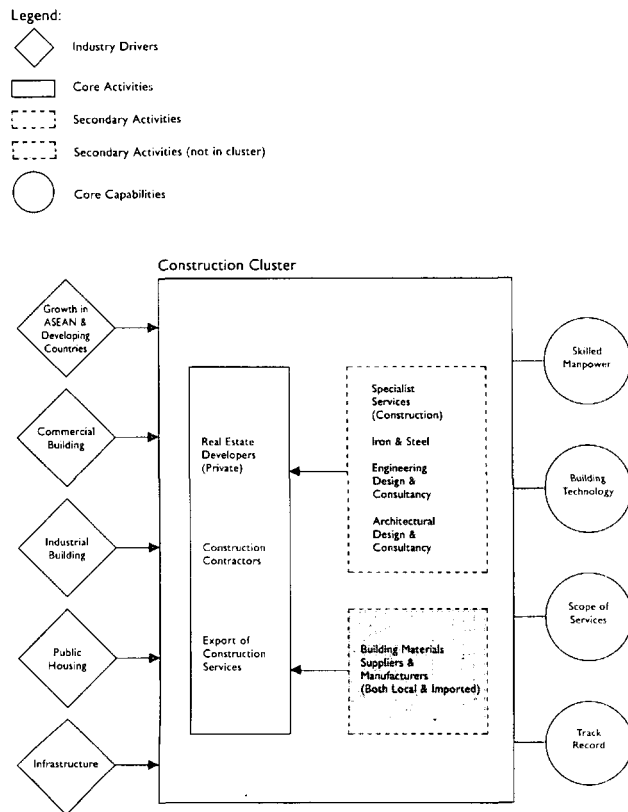 Legend:
Industry Drivers
Core Activities
Secondary Activities
Secondary Activities (not in cluster)
Core Capabilities
Construction Cluster
Growth in
ASEAN &
Developing
Countries
Commercial
Building
Industrial
Building
Public
Housing
Infrastructure
Real Estate
Developers
(Private)
Construction
Contractors
Export of
Construction
Services
Specialist
Services
(Construction)
Iron & Steel
Engineering
Design &
Consultancy
Architectural
Design &
Consultancy
Building Materials
Suppliers &
Manufacturers
(Both Local & Imported)
Skilled
Manpower
Building
Technology
Scope of
Services
Track
Record